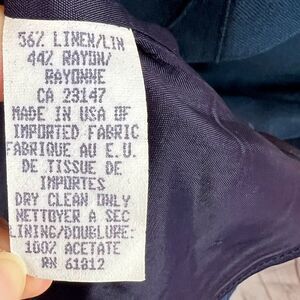 56% LINEN/LIN
44% RAYON/
RAYONNE
CA 23147
MADE IN USA OF
IMPORTED FABRIC
FABRIQUE AU E.U.
DE TISSUE DE
IMPORTES
DRY CLEAN ONLY
NETTOYER A SEC
LINING/DOUBLURE:
100% ACETATE
RN 61812